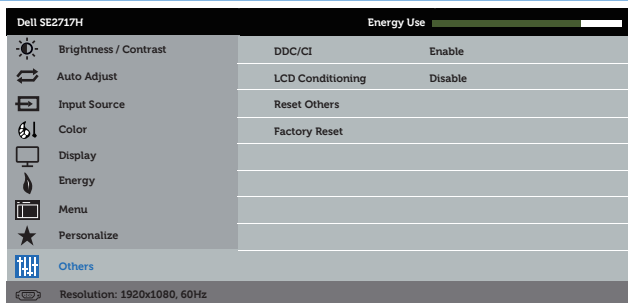 Dell SE2717H Energy Use
Brightness / Contrast DDC/CI Enable
Auto Adjust LCD Conditioning Disable
Input Source Reset Others
Color Factory Reset
Display
Energy
Menu
Personalize
Others
Resolution: 1920x1080, 60Hz